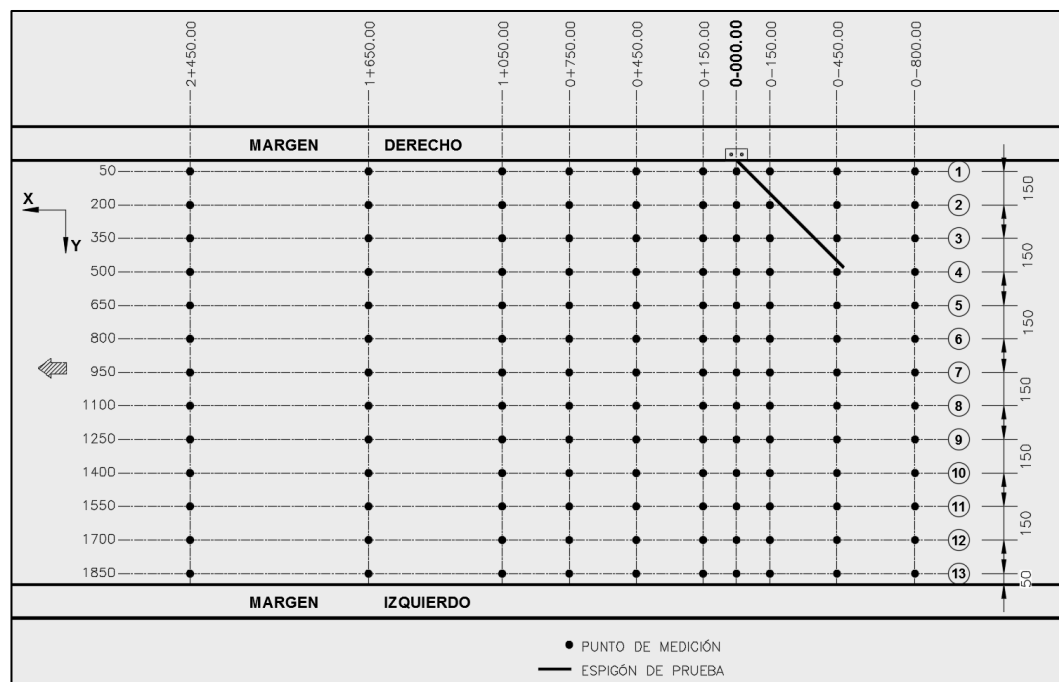 2+450.00 1+650.00 1+050.00 0+750.00 0+450.00 0+150.00 0-000.00 0-150.00 0-450.00 0-800.00
MARGEN DERECHO
50 1
150
X
200 2
Y
350 3
150
500 4
650 5
150
800 6
950 7
150
1100 8
1250 9
150
1400 10
1550 11
150
1700 12
1850 13
50
MARGEN IZQUIERDO
PUNTO DE MEDICIÓN
ESPIGÓN DE PRUEBA